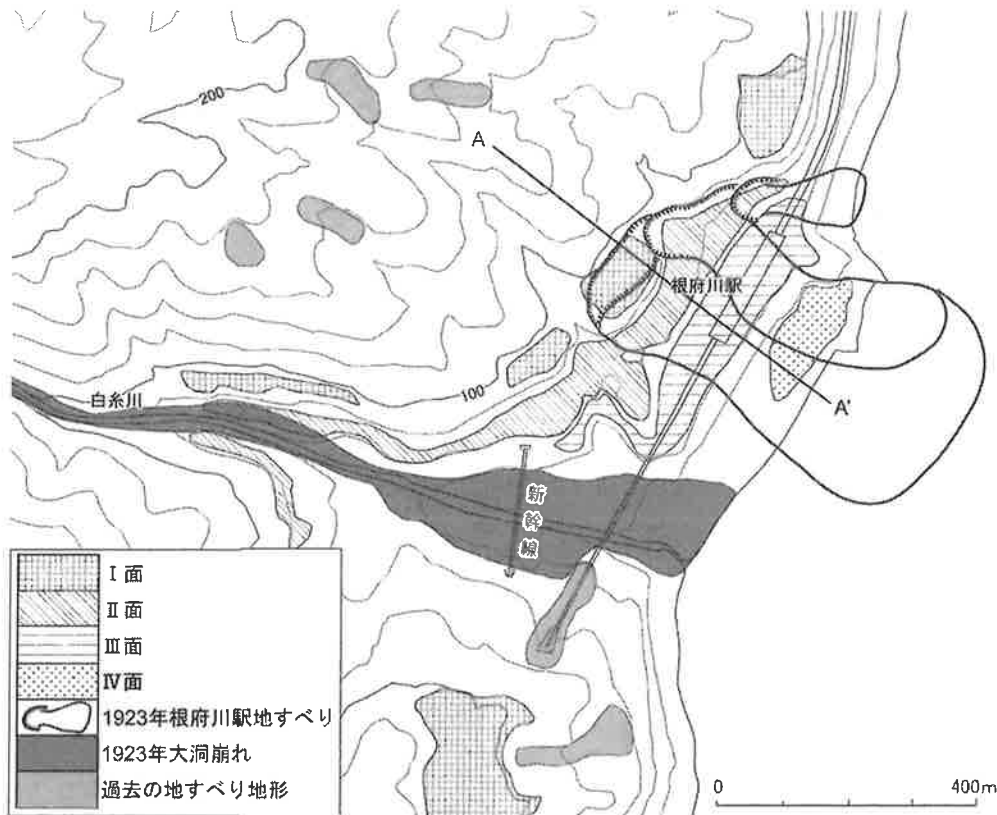 200
A
根府川駅
白糸川
100
A'
新幹線
I面
II面
III面
IV面
1923年根府川駅地すべり
1923年大洞崩れ
過去の地すべり地形
0 400m